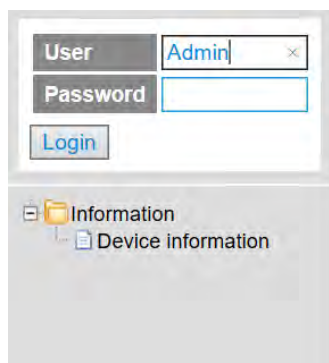 User Admin
Password
Login
Information
Device information